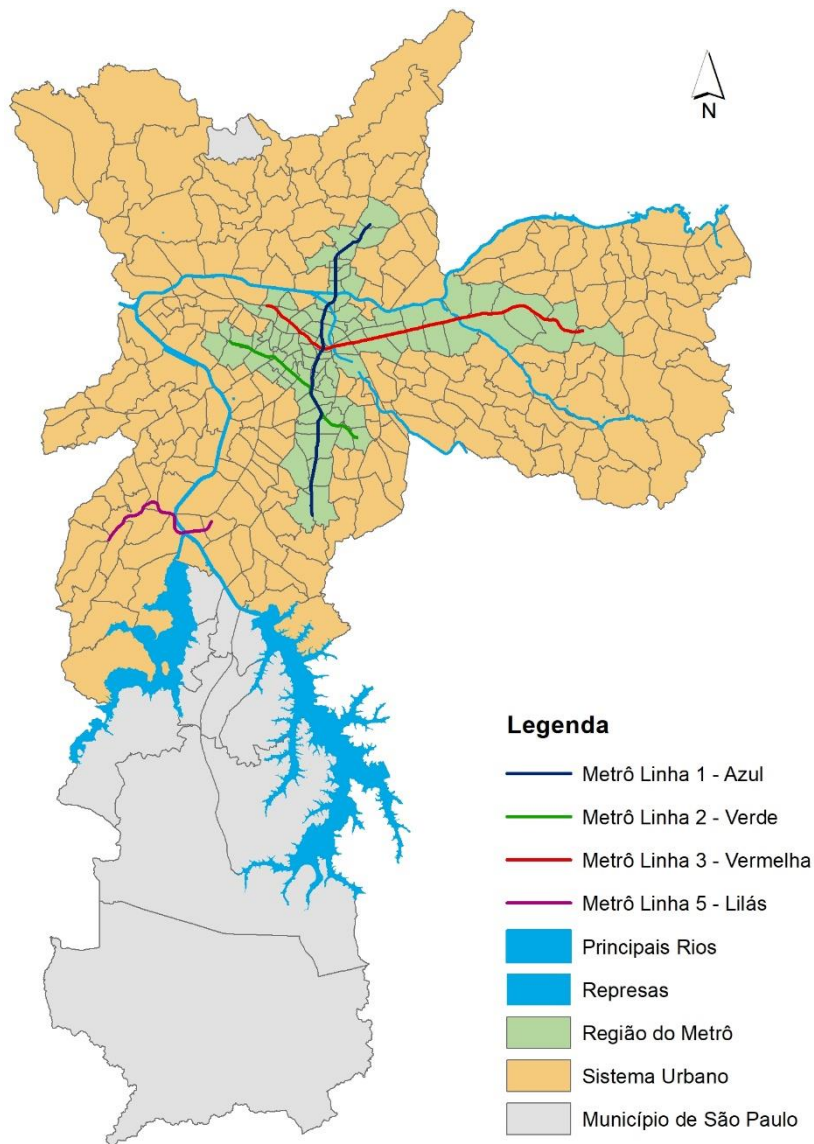 N
Legenda
Metrô Linha 1 - Azul
Metrô Linha 2 - Verde
Metrô Linha 3 - Vermelha
Metrô Linha 5 - Lilás
Principais Rios
Represas
Região do Metrô
Sistema Urbano
Município de São Paulo